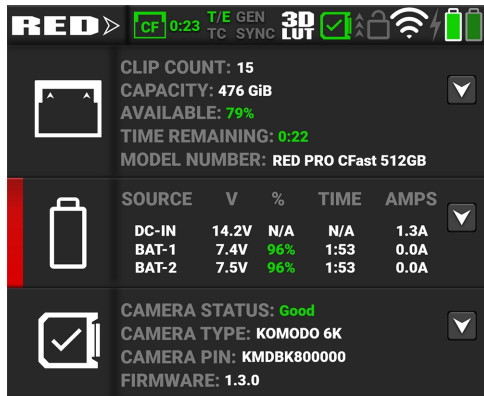 RED CF 0:23 T/E GEN 3D
TC SYNC LUT
CLIP COUNT: 15
CAPACITY: 476 GiB
AVAILABLE: 79%
TIME REMAINING: 0:22
MODEL NUMBER: RED PRO CFast 512GB
SOURCE V % TIME AMPS
DC-IN 14.2V N/A N/A 1.3A
BAT-1 7.4V 96% 1:53 0.0A
BAT-2 7.5V 96% 1:53 0.0A
CAMERA STATUS: Good
CAMERA TYPE: KOMODO 6K
CAMERA PIN: KMDBK800000
FIRMWARE: 1.3.0